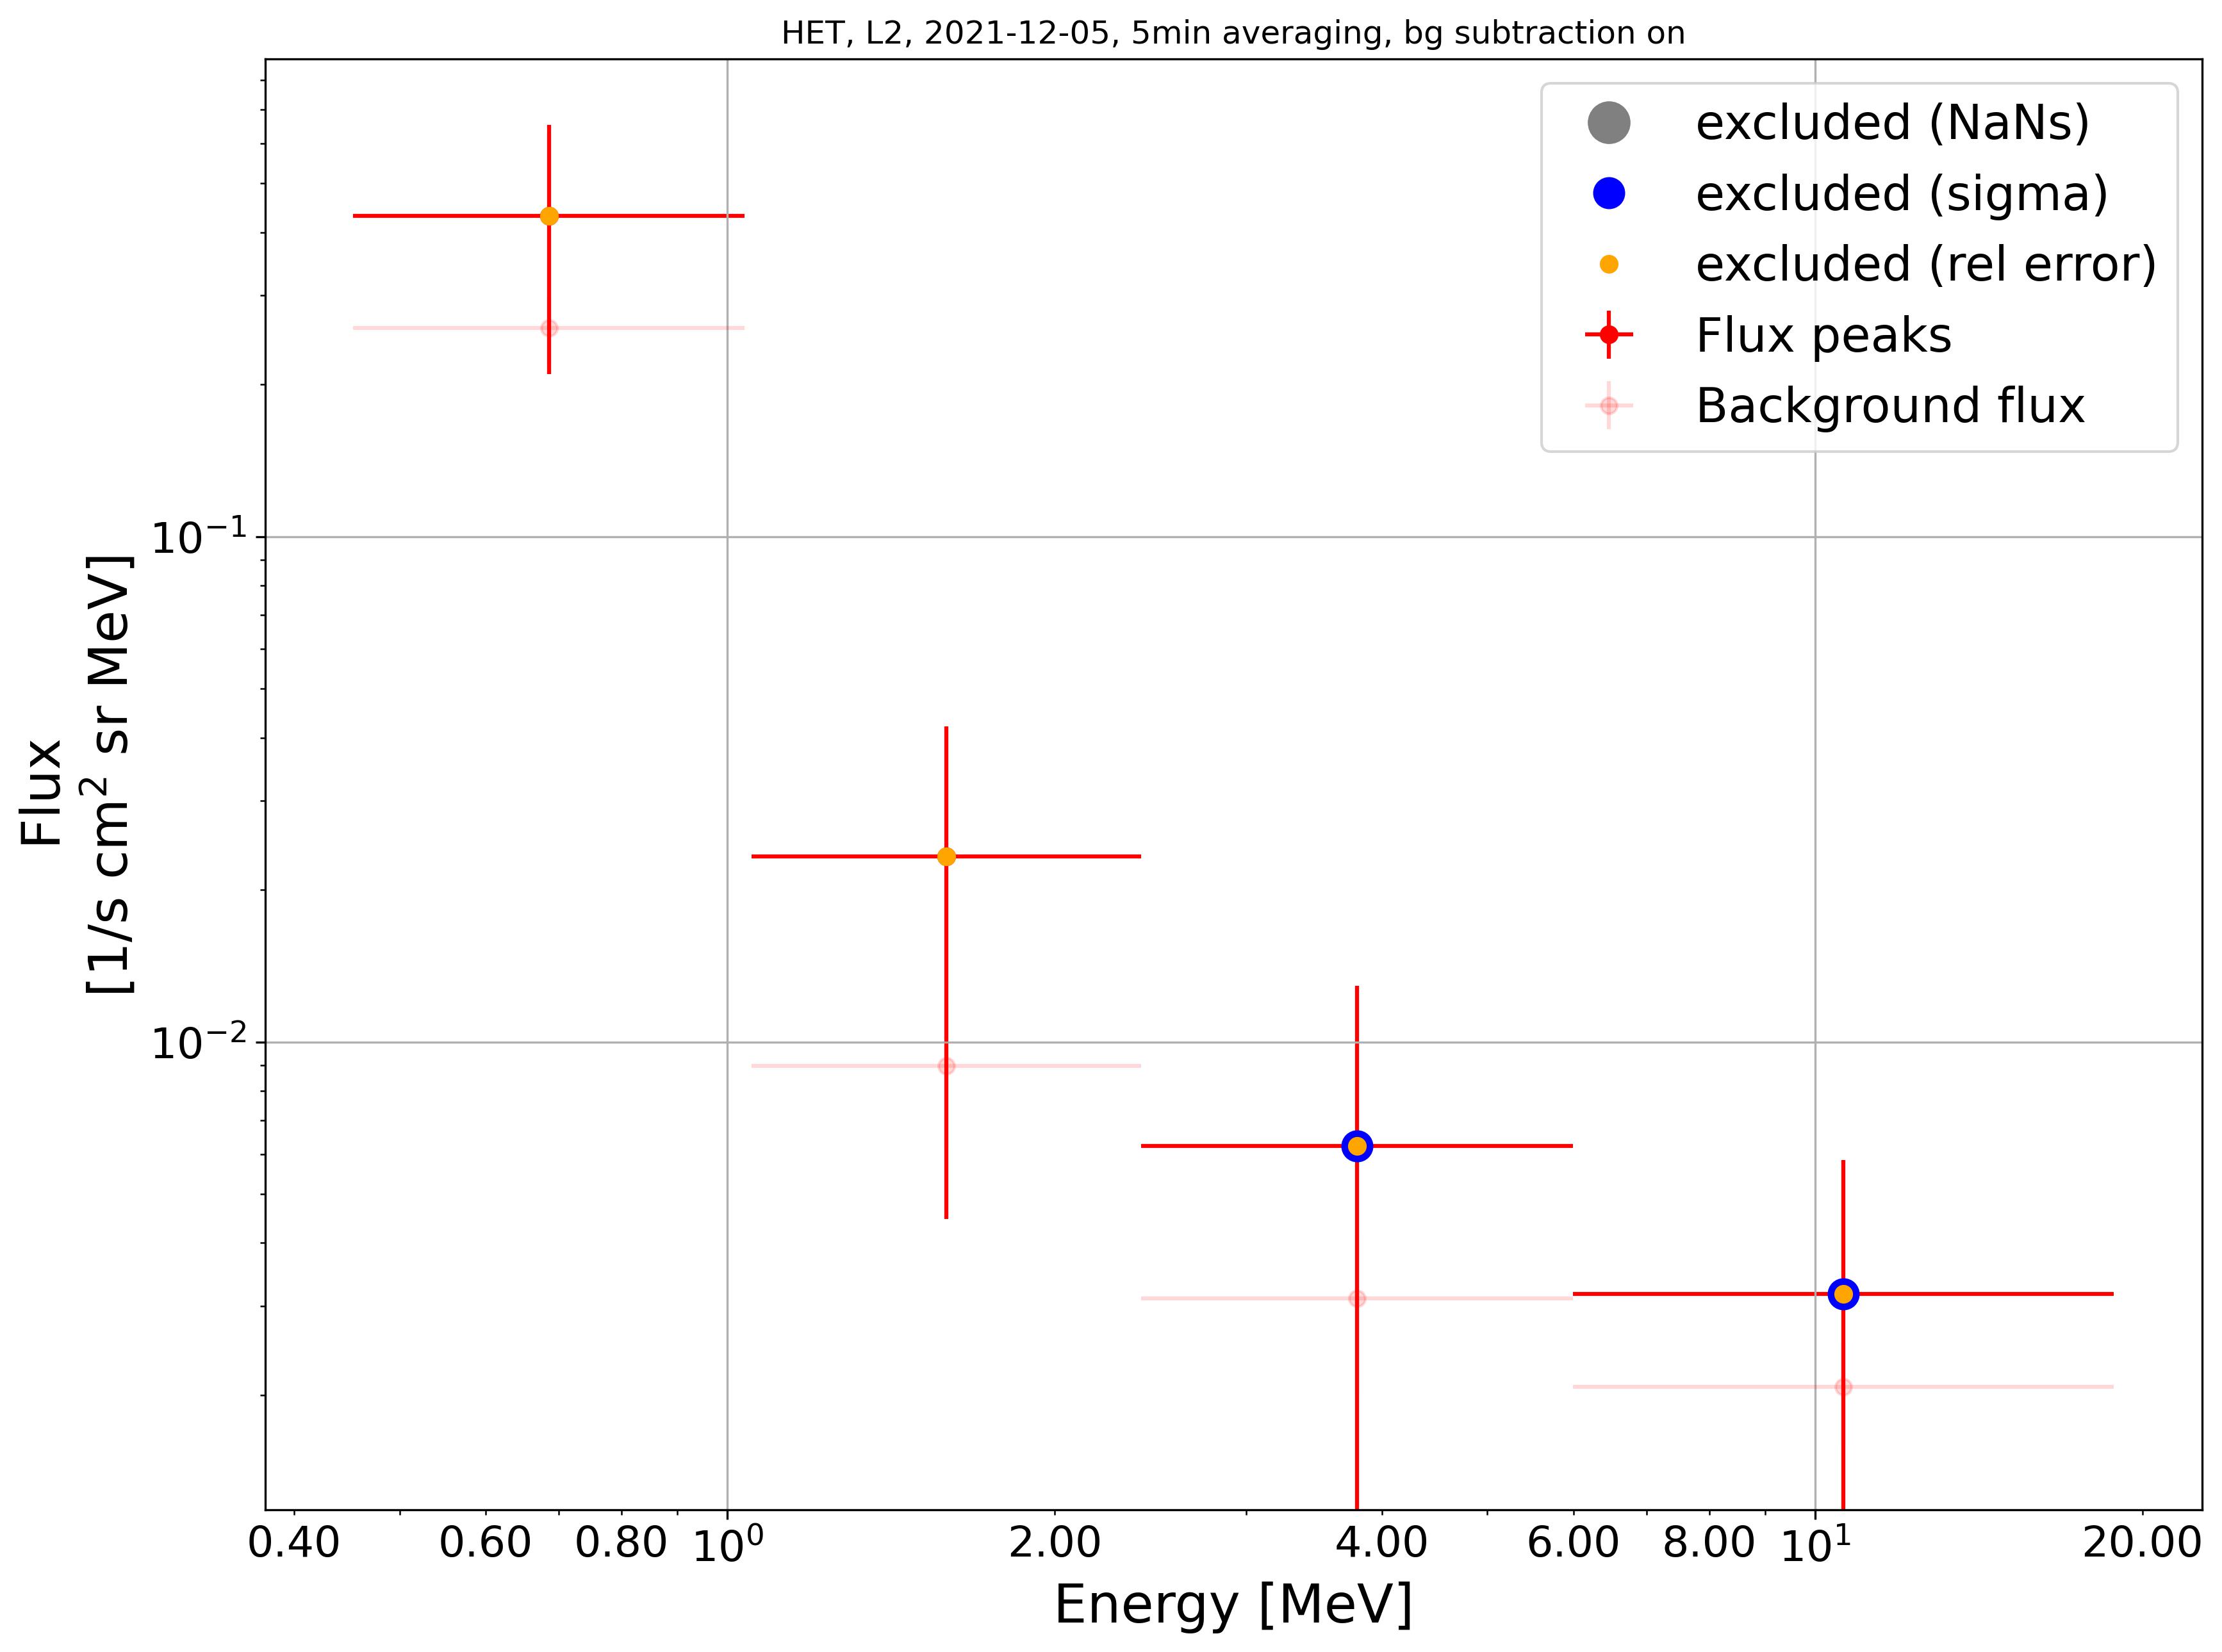 HET, L2, 2021-12-05, 5min averaging, bg subtraction on
excluded (NaNs)
excluded (sigma)
excluded (rel error)
Flux peaks
Background flux
Flux
[1/s cm² sr MeV]
10⁻¹
10⁻²
0.40 0.60 0.80 10⁰ 2.00 4.00 6.00 8.00 10¹ 20.00
Energy [MeV]